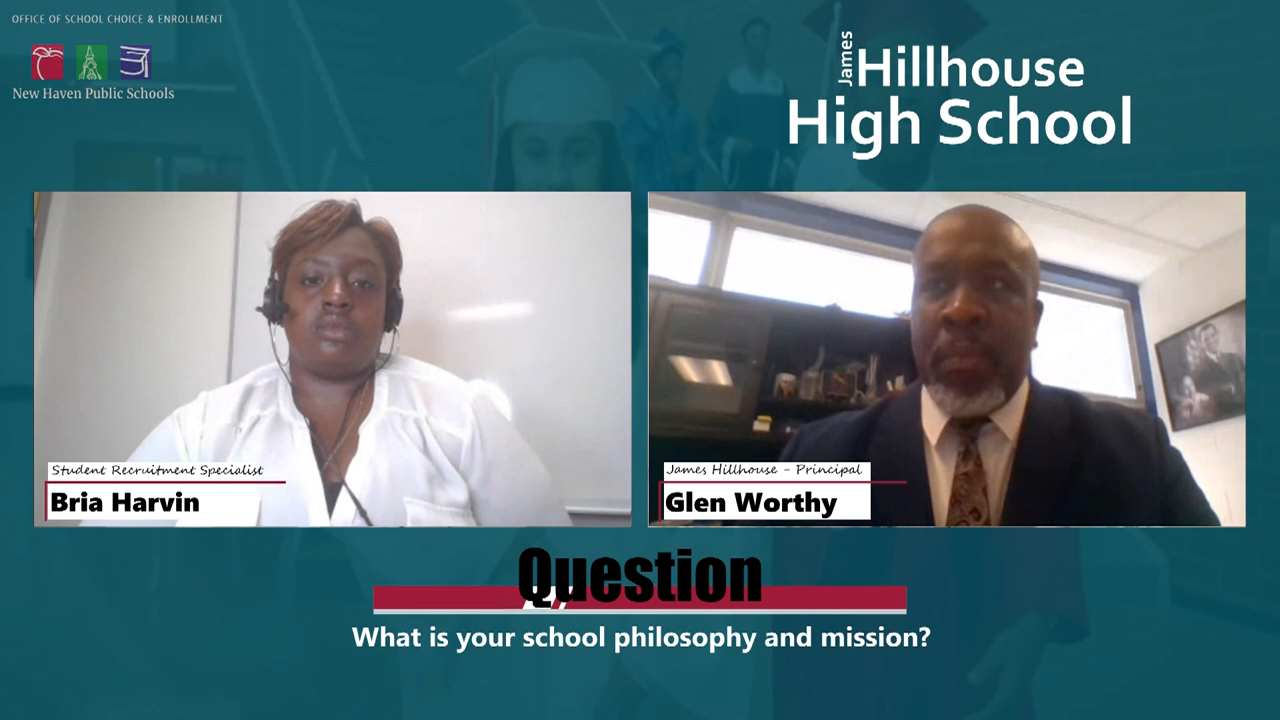 OFFICE OF SCHOOL CHOICE & ENROLLMENT
New Haven Public Schools
James
Hillhouse
High School
Student Recruitment Specialist
Bria Harvin
James Hillhouse - Principal
Glen Worthy
Question
What is your school philosophy and mission?